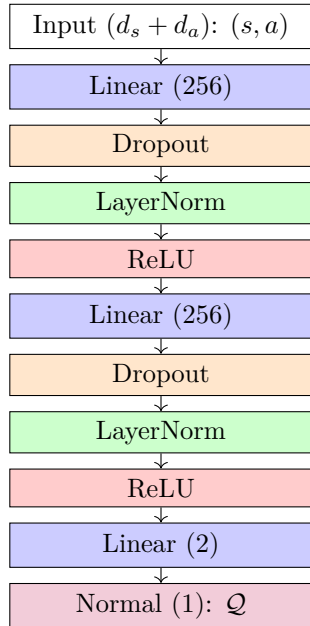 Input (d_s + d_a): (s, a)
Linear (256)
Dropout
LayerNorm
ReLU
Linear (256)
Dropout
LayerNorm
ReLU
Linear (2)
Normal (1): 𝒬